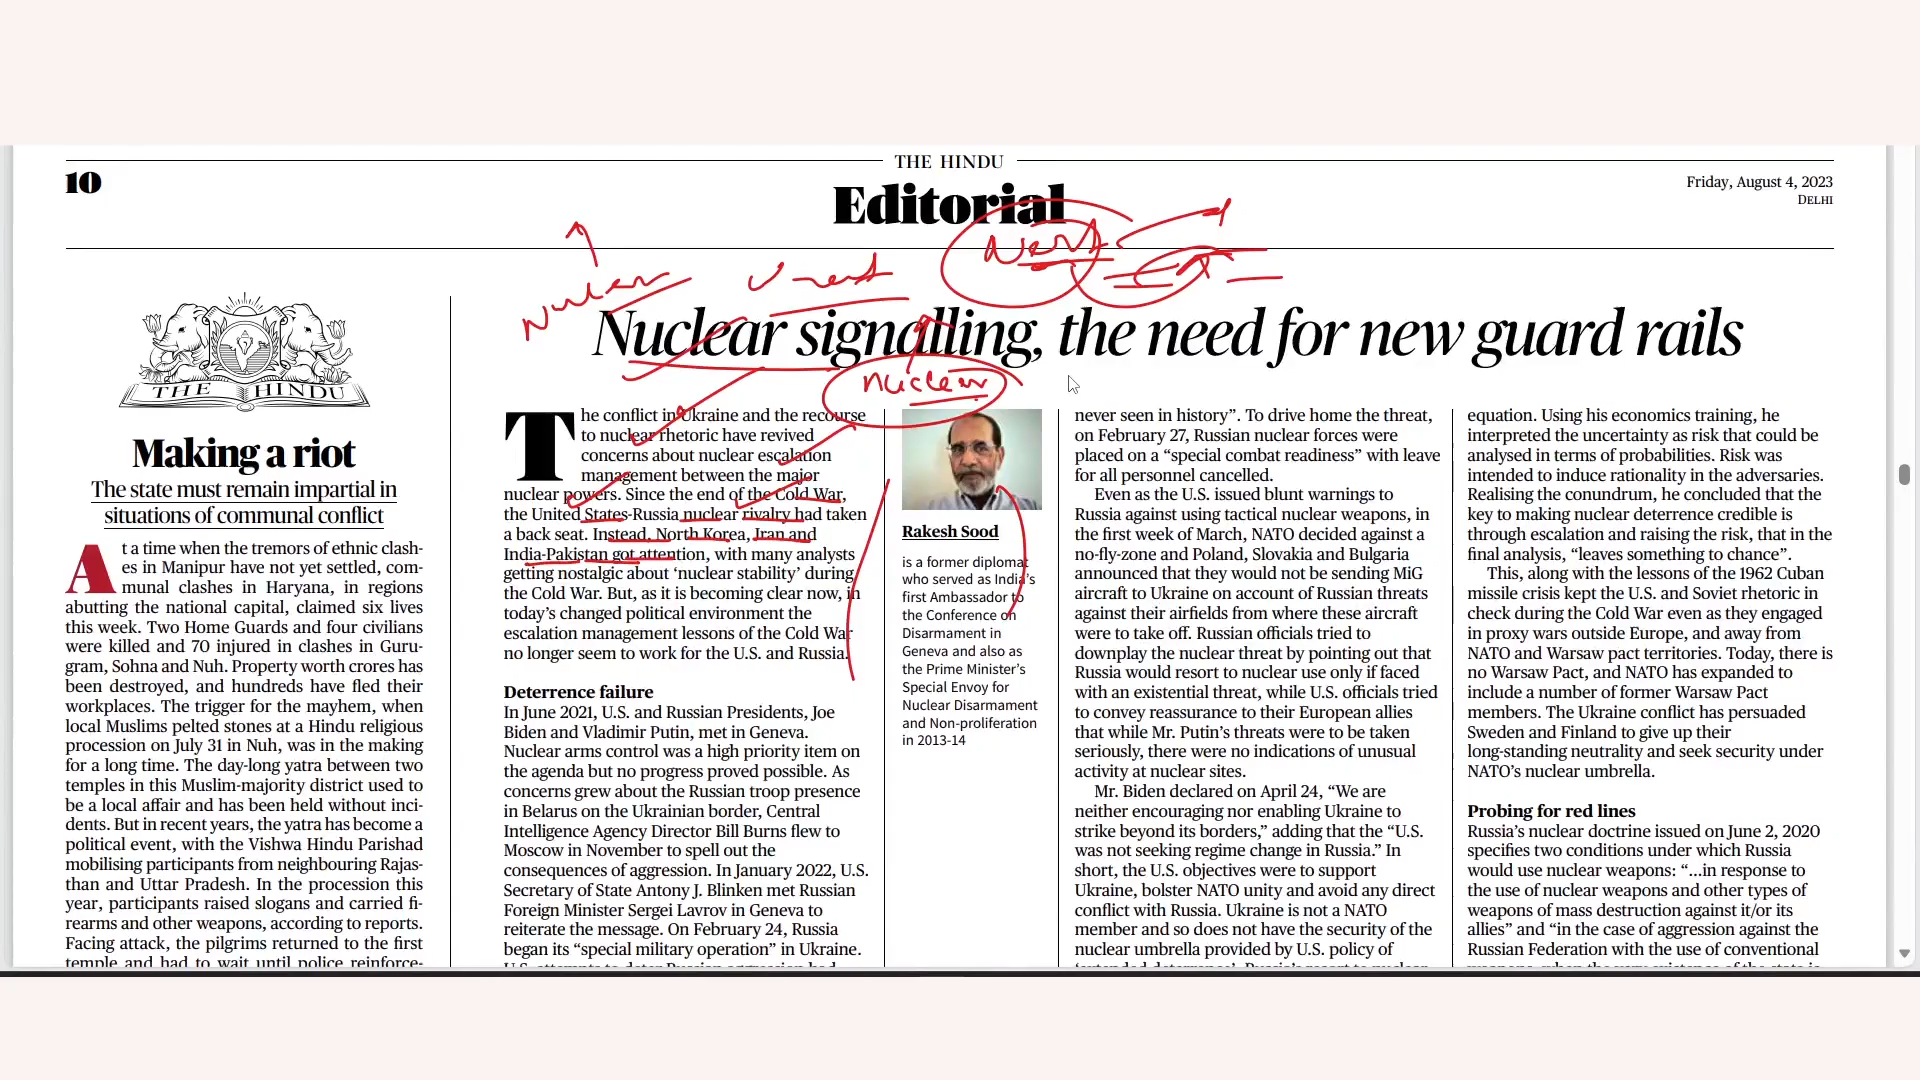 THE HINDU
10
Editorial
Friday, August 4, 2023
DELHI
Nuclear
Nuclear signalling, the need for new guard rails
nuclear
THE HINDU
Making a riot
The state must remain impartial in
situations of communal conflict
At a time when the tremors of ethnic clash-
es in Manipur have not yet settled, com-
munal clashes in Haryana, in regions
abutting the national capital, claimed six lives
this week. Two Home Guards and four civilians
were killed and 70 injured in clashes in Guru-
gram, Sohna and Nuh. Property worth crores has
been destroyed, and hundreds have fled their
workplaces. The trigger for the mayhem, when
local Muslims pelted stones at a Hindu religious
procession on July 31 in Nuh, was in the making
for a long time. The day-long yatra between two
temples in this Muslim-majority district used to
be a local affair and has been held without inci-
dents. But in recent years, the yatra has become a
political event, with the Vishwa Hindu Parishad
mobilising participants from neighbouring Rajas-
than and Uttar Pradesh. In the procession this
year, participants raised slogans and carried fi-
rearms and other weapons, according to reports.
Facing attack, the pilgrims returned to the first
temple and had to wait until police reinforce-
The conflict in Ukraine and the recourse
to nuclear rhetoric have revived
concerns about nuclear escalation
management between the major
nuclear powers. Since the end of the Cold War,
the United States-Russia nuclear rivalry had taken
a back seat. Instead, North Korea, Iran and
India-Pakistan got attention, with many analysts
getting nostalgic about ‘nuclear stability’ during
the Cold War. But, as it is becoming clear now, in
today’s changed political environment the
escalation management lessons of the Cold War
no longer seem to work for the U.S. and Russia.
Deterrence failure
In June 2021, U.S. and Russian Presidents, Joe
Biden and Vladimir Putin, met in Geneva.
Nuclear arms control was a high priority item on
the agenda but no progress proved possible. As
concerns grew about the Russian troop presence
in Belarus on the Ukrainian border, Central
Intelligence Agency Director Bill Burns flew to
Moscow in November to spell out the
consequences of aggression. In January 2022, U.S.
Secretary of State Antony J. Blinken met Russian
Foreign Minister Sergei Lavrov in Geneva to
reiterate the message. On February 24, Russia
began its “special military operation” in Ukraine.
Rakesh Sood
is a former diplomat
who served as India’s
first Ambassador to
the Conference on
Disarmament in
Geneva and also as
the Prime Minister’s
Special Envoy for
Nuclear Disarmament
and Non-proliferation
in 2013-14
never seen in history”. To drive home the threat,
on February 27, Russian nuclear forces were
placed on a “special combat readiness” with leave
for all personnel cancelled.
Even as the U.S. issued blunt warnings to
Russia against using tactical nuclear weapons, in
the first week of March, NATO decided against a
no-fly-zone and Poland, Slovakia and Bulgaria
announced that they would not be sending MiG
aircraft to Ukraine on account of Russian threats
against their airfields from where these aircraft
were to take off. Russian officials tried to
downplay the nuclear threat by pointing out that
Russia would resort to nuclear use only if faced
with an existential threat, while U.S. officials tried
to convey reassurance to their European allies
that while Mr. Putin’s threats were to be taken
seriously, there were no indications of unusual
activity at nuclear sites.
Mr. Biden declared on April 24, “We are
neither encouraging nor enabling Ukraine to
strike beyond its borders,” adding that the “U.S.
was not seeking regime change in Russia.” In
short, the U.S. objectives were to support
Ukraine, bolster NATO unity and avoid any direct
conflict with Russia. Ukraine is not a NATO
member and so does not have the security of the
nuclear umbrella provided by U.S. policy of
equation. Using his economics training, he
interpreted the uncertainty as risk that could be
analysed in terms of probabilities. Risk was
intended to induce rationality in the adversaries.
Realising the conundrum, he concluded that the
key to making nuclear deterrence credible is
through escalation and raising the risk, that in the
final analysis, “leaves something to chance”.
This, along with the lessons of the 1962 Cuban
missile crisis kept the U.S. and Soviet rhetoric in
check during the Cold War even as they engaged
in proxy wars outside Europe, and away from
NATO and Warsaw pact territories. Today, there is
no Warsaw Pact, and NATO has expanded to
include a number of former Warsaw Pact
members. The Ukraine conflict has persuaded
Sweden and Finland to give up their
long-standing neutrality and seek security under
NATO’s nuclear umbrella.
Probing for red lines
Russia’s nuclear doctrine issued on June 2, 2020
specifies two conditions under which Russia
would use nuclear weapons: “...in response to
the use of nuclear weapons and other types of
weapons of mass destruction against it/or its
allies” and “in the case of aggression against the
Russian Federation with the use of conventional